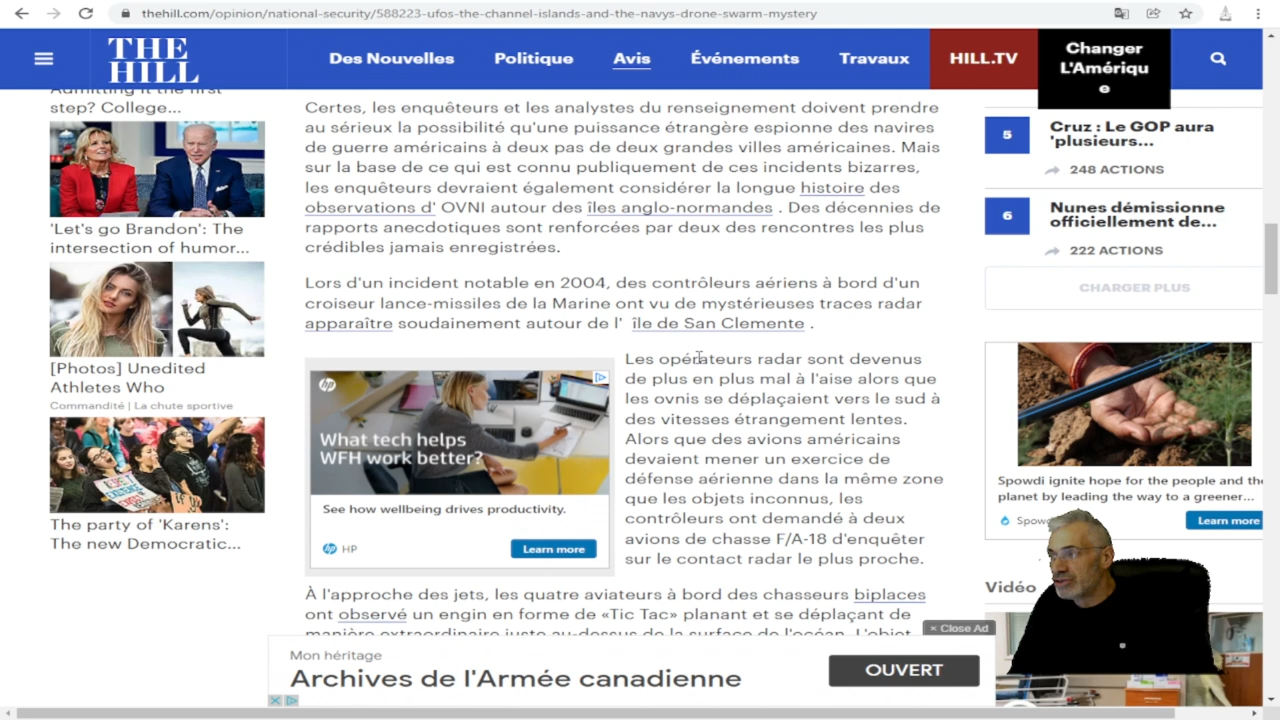 thehill.com/opinion/national-security/588223-ufos-the-channel-islands-and-the-navys-drone-swarm-mystery
THE
HILL
Des Nouvelles
Politique
Avis
Événements
Travaux
HILL.TV
Changer
L'Amériqu
e
Admitting it the first
step? College...
'Let's go Brandon': The
intersection of humor...
[Photos] Unedited
Athletes Who
Commandité | La chute sportive
The party of 'Karens':
The new Democratic...
Certes, les enquêteurs et les analystes du renseignement doivent prendre
au sérieux la possibilité qu'une puissance étrangère espionne des navires
de guerre américains à deux pas de deux grandes villes américaines. Mais
sur la base de ce qui est connu publiquement de ces incidents bizarres,
les enquêteurs devraient également considérer la longue histoire des
observations d' OVNI autour des îles anglo-normandes . Des décennies de
rapports anecdotiques sont renforcées par deux des rencontres les plus
crédibles jamais enregistrées.
Lors d'un incident notable en 2004, des contrôleurs aériens à bord d'un
croiseur lance-missiles de la Marine ont vu de mystérieuses traces radar
apparaître soudainement autour de l' île de San Clemente .
hp
What tech helps
WFH work better?
See how wellbeing drives productivity.
HP
Learn more
Les opérateurs radar sont devenus
de plus en plus mal à l'aise alors que
les ovnis se déplaçaient vers le sud à
des vitesses étrangement lentes.
Alors que des avions américains
devaient mener un exercice de
défense aérienne dans la même zone
que les objets inconnus, les
contrôleurs ont demandé à deux
avions de chasse F/A-18 d'enquêter
sur le contact radar le plus proche.
À l'approche des jets, les quatre aviateurs à bord des chasseurs biplaces
ont observé un engin en forme de «Tic Tac» planant et se déplaçant de
manière extraordinaire juste au-dessus de la surface de l'océan. L'objet
5
Cruz : Le GOP aura
'plusieurs...
248 ACTIONS
6
Nunes démissionne
officiellement de...
222 ACTIONS
CHARGER PLUS
Spowdi ignite hope for the people and the
planet by leading the way to a greener...
Spowd
Learn more
Vidéo
× Close Ad
Mon héritage
Archives de l'Armée canadienne
OUVERT